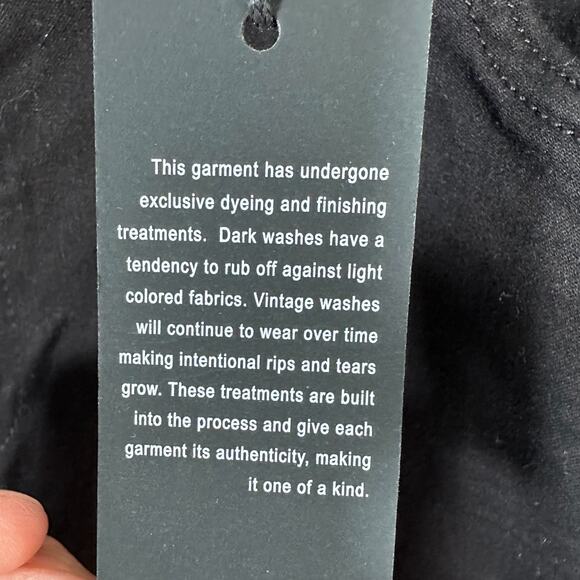 This garment has undergone
exclusive dyeing and finishing
treatments.  Dark washes have a
tendency to rub off against light
colored fabrics. Vintage washes
will continue to wear over time
making intentional rips and tears
grow. These treatments are built
into the process and give each
garment its authenticity, making
it one of a kind.